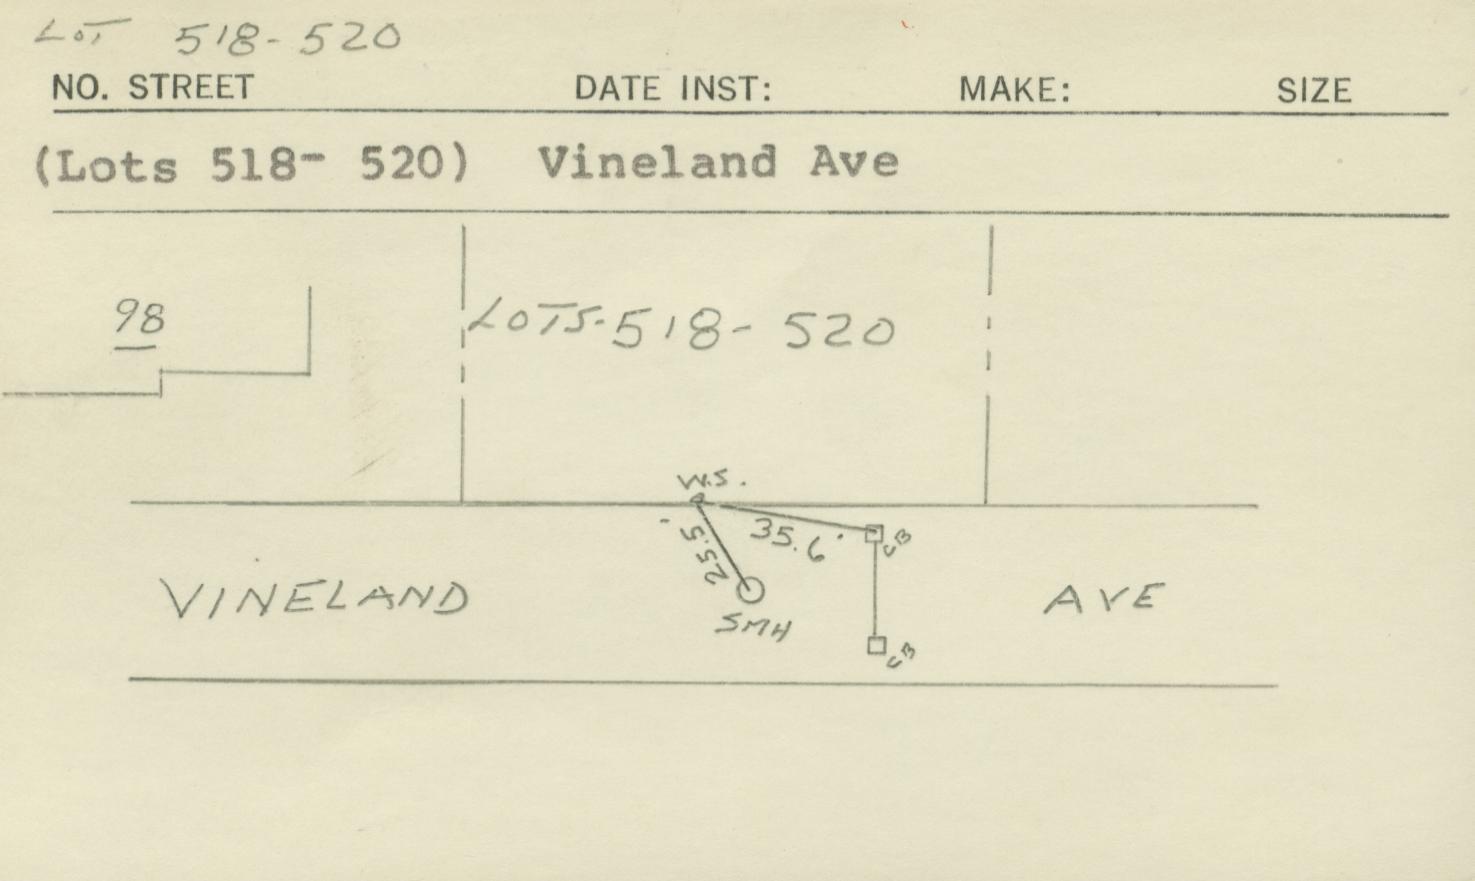 LOT 518-520
NO. STREET DATE INST: MAKE: SIZE
(Lots 518- 520) Vineland Ave
98
LOTS-518- 520
W.S.
25.5'
35.6'
CB
VINELAND AVE
SMH
CB